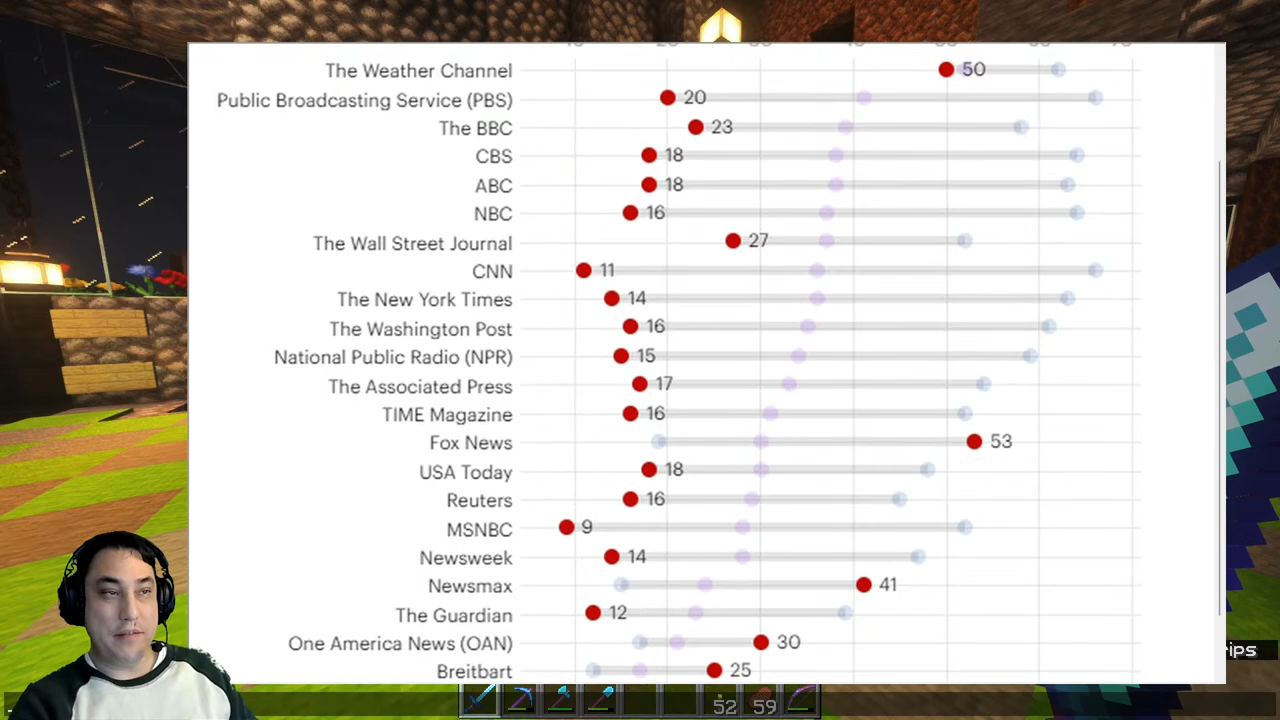 The Weather Channel 50
Public Broadcasting Service (PBS) 20
The BBC 23
CBS 18
ABC 18
NBC 16
The Wall Street Journal 27
CNN 11
The New York Times 14
The Washington Post 16
National Public Radio (NPR) 15
The Associated Press 17
TIME Magazine 16
Fox News 53
USA Today 18
Reuters 16
MSNBC 9
Newsweek 14
Newsmax 41
The Guardian 12
One America News (OAN) 30
Breitbart 25
52 59